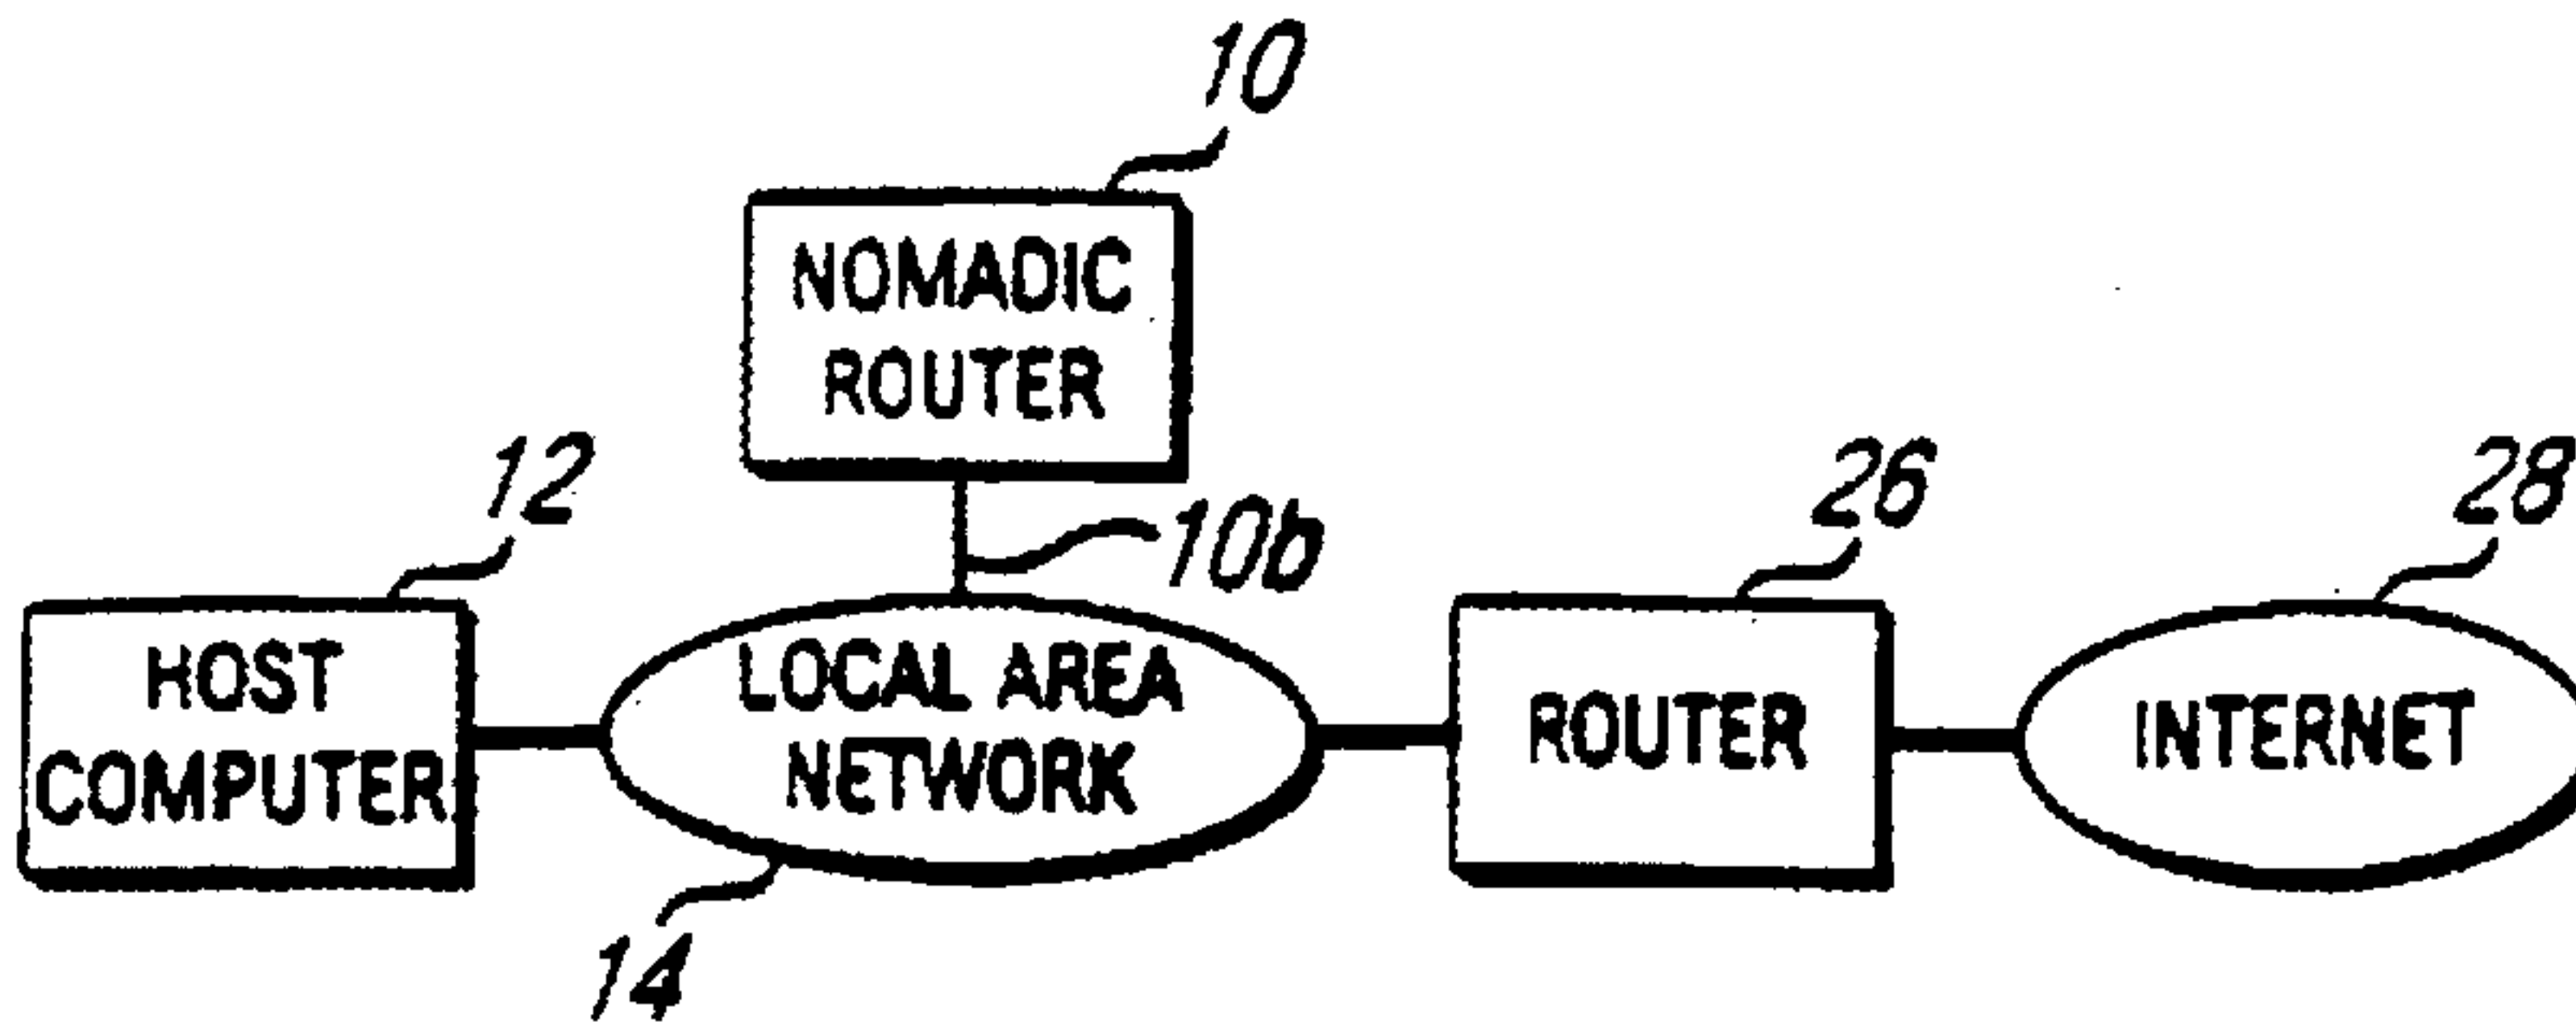 10
NOMADIC
ROUTER
12
10b
26
28
HOST
COMPUTER
LOCAL AREA
NETWORK
ROUTER
INTERNET
14